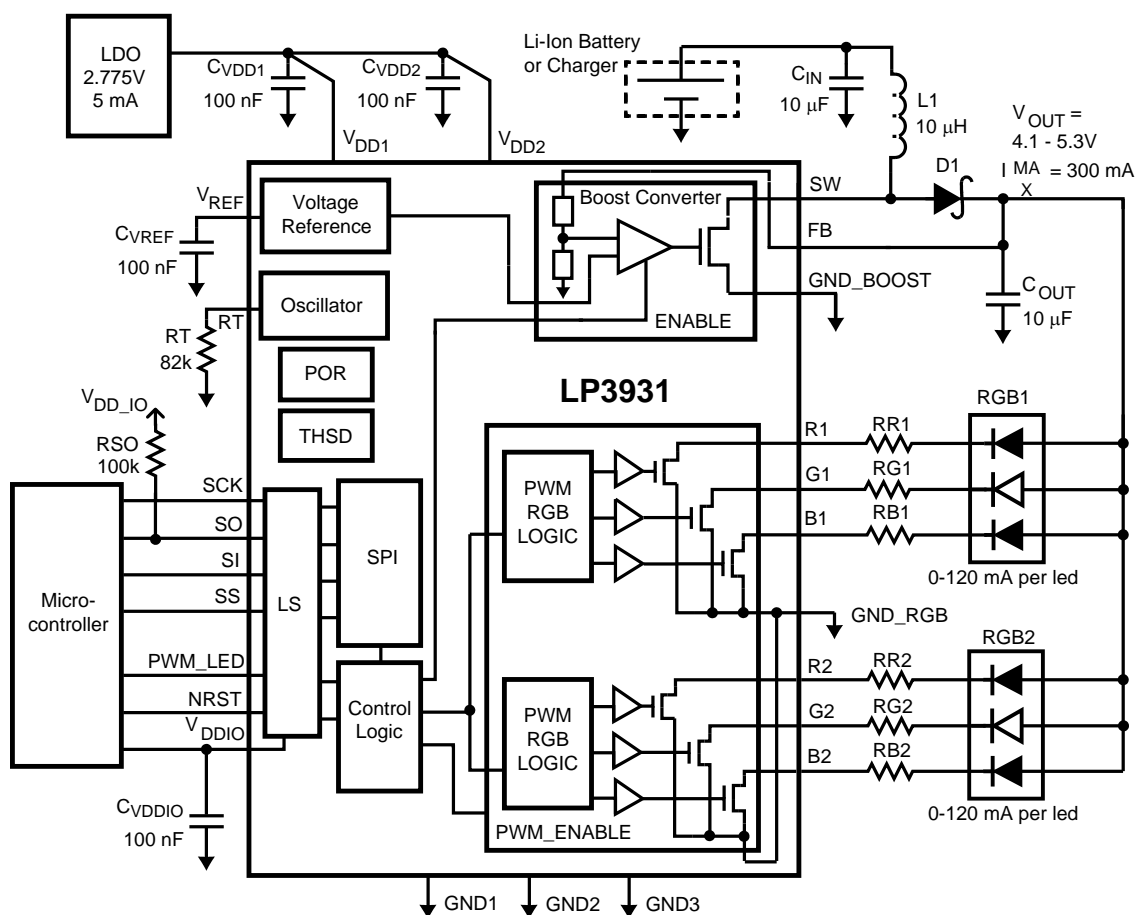 LDO
2.775V
5 mA
CVDD1
100 nF
CVDD2
100 nF
VDD1
VDD2
Li-Ion Battery
or Charger
CIN
10 μF
L1
10 μH
VOUT =
4.1 - 5.3V
I MA = 300 mA
X
D1
SW
FB
GND_BOOST
COUT
10 μF
VREF
CVREF
100 nF
Voltage
Reference
Boost Converter
ENABLE
Oscillator
RT
RT
82k
POR
THSD
LP3931
VDD_IO
RSO
100k
Micro-
controller
SCK
SO
SI
SS
PWM_LED
NRST
VDDIO
CVDDIO
100 nF
LS
SPI
Control
Logic
PWM
RGB
LOGIC
PWM
RGB
LOGIC
PWM_ENABLE
R1
G1
B1
RR1
RG1
RB1
RGB1
0-120 mA per led
GND_RGB
R2
G2
B2
RR2
RG2
RB2
RGB2
0-120 mA per led
GND1
GND2
GND3